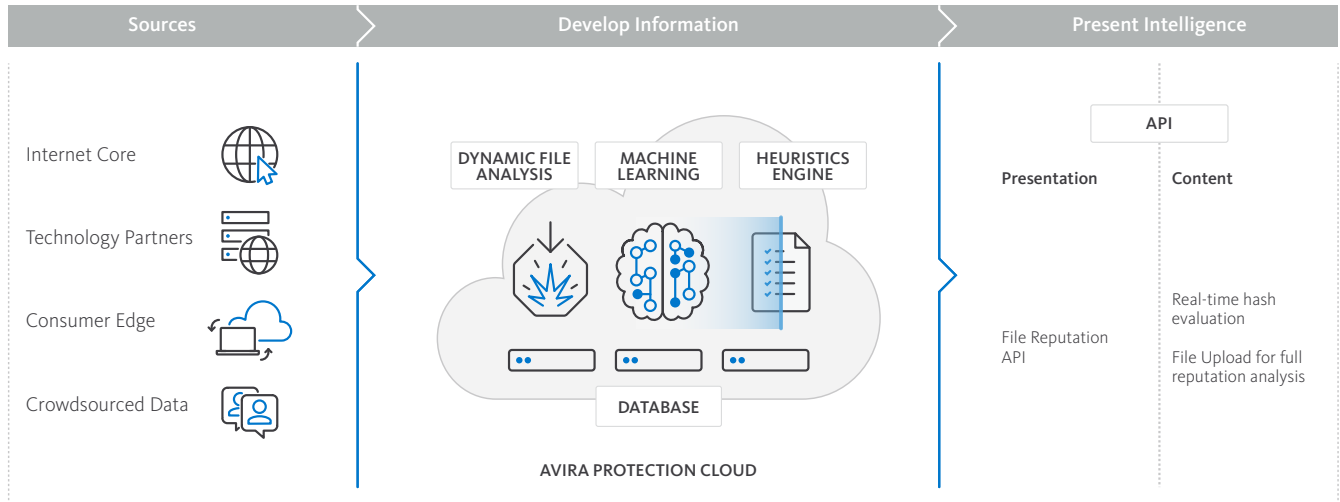 Sources
Develop Information
Present Intelligence
Internet Core
Technology Partners
Consumer Edge
Crowdsourced Data
DYNAMIC FILE
ANALYSIS
MACHINE
LEARNING
HEURISTICS
ENGINE
DATABASE
AVIRA PROTECTION CLOUD
API
Presentation
Content
File Reputation
API
Real-time hash
evaluation
File Upload for full
reputation analysis